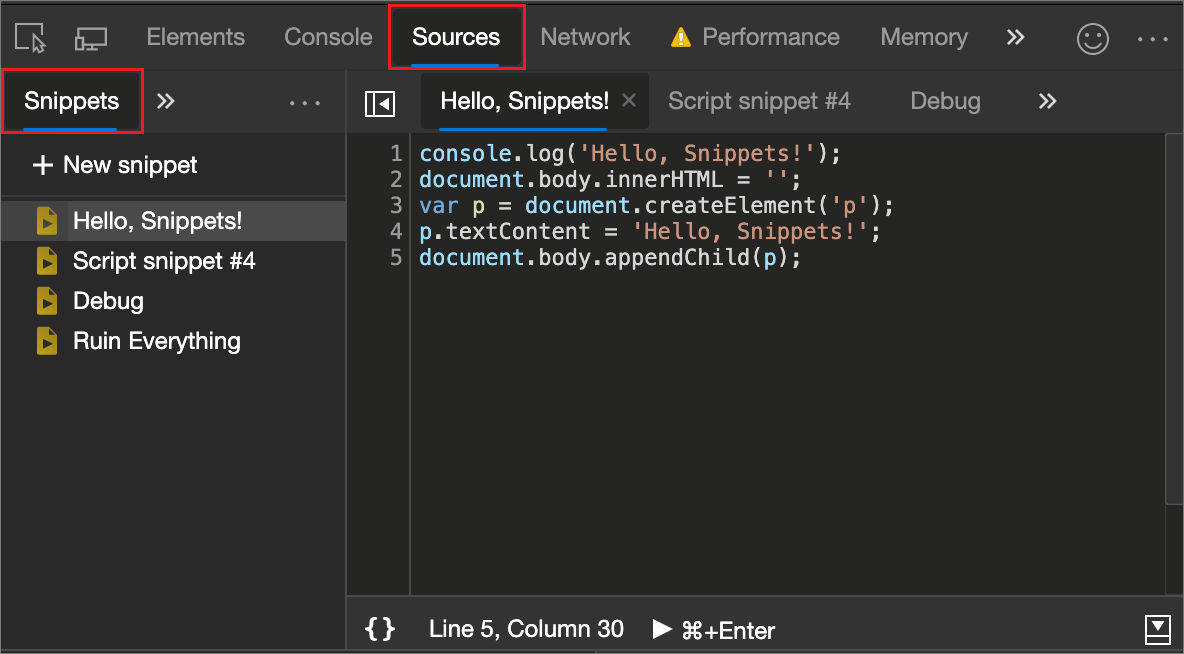 Elements Console Sources Network Performance Memory
Snippets
Hello, Snippets! Script snippet #4 Debug
+ New snippet
Hello, Snippets!
Script snippet #4
Debug
Ruin Everything
1 console.log('Hello, Snippets!');
2 document.body.innerHTML = '';
3 var p = document.createElement('p');
4 p.textContent = 'Hello, Snippets!';
5 document.body.appendChild(p);
{} Line 5, Column 30 ▶ ⌘+Enter